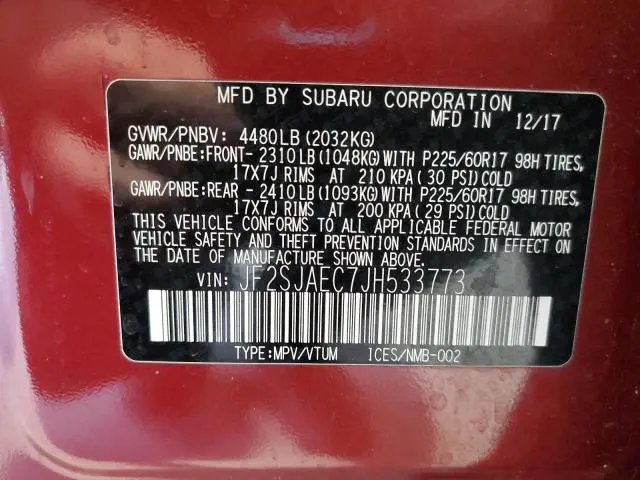 MFD BY SUBARU CORPORATION
MFD IN 12/17
GVWR/PNBV: 4480LB (2032KG)
GAWR/PNBE:FRONT- 2310LB (1048KG) WITH P225/60R17 98H TIRES,
17X7J RIMS AT 210 KPA (30 PSI) COLD
GAWR/PNBE:REAR - 2410LB (1093KG) WITH P225/60R17 98H TIRES,
17X7J RIMS AT 200 KPA (29 PSI) COLD
THIS VEHICLE CONFORMS TO ALL APPLICABLE FEDERAL MOTOR
VEHICLE SAFETY AND THEFT PREVENTION STANDARDS IN EFFECT ON
THE DATE OF MANUFACTURE SHOWN ABOVE.
VIN: JF2SJAEC7JH533773
TYPE:MPV/VTUM ICES/NMB-002